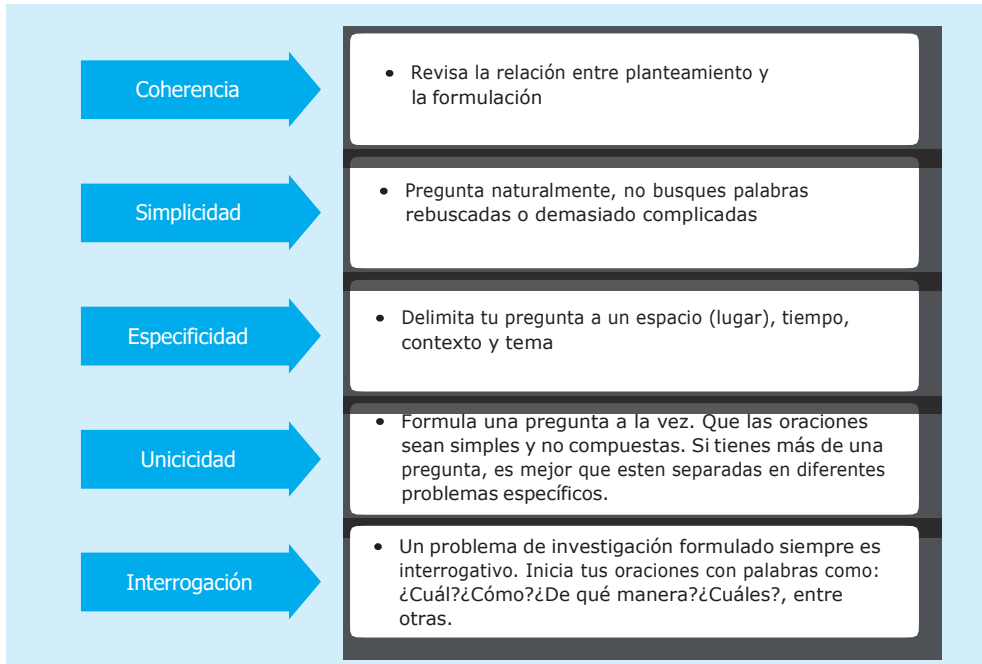 Coherencia
• Revisa la relación entre planteamiento y
la formulación
Simplicidad
• Pregunta naturalmente, no busques palabras
rebuscadas o demasiado complicadas
Especificidad
• Delimita tu pregunta a un espacio (lugar), tiempo,
contexto y tema
Unicicidad
• Formula una pregunta a la vez. Que las oraciones
sean simples y no compuestas. Si tienes más de una
pregunta, es mejor que esten separadas en diferentes
problemas específicos.
Interrogación
• Un problema de investigación formulado siempre es
interrogativo. Inicia tus oraciones con palabras como:
¿Cuál?¿Cómo?¿De qué manera?¿Cuáles?, entre
otras.